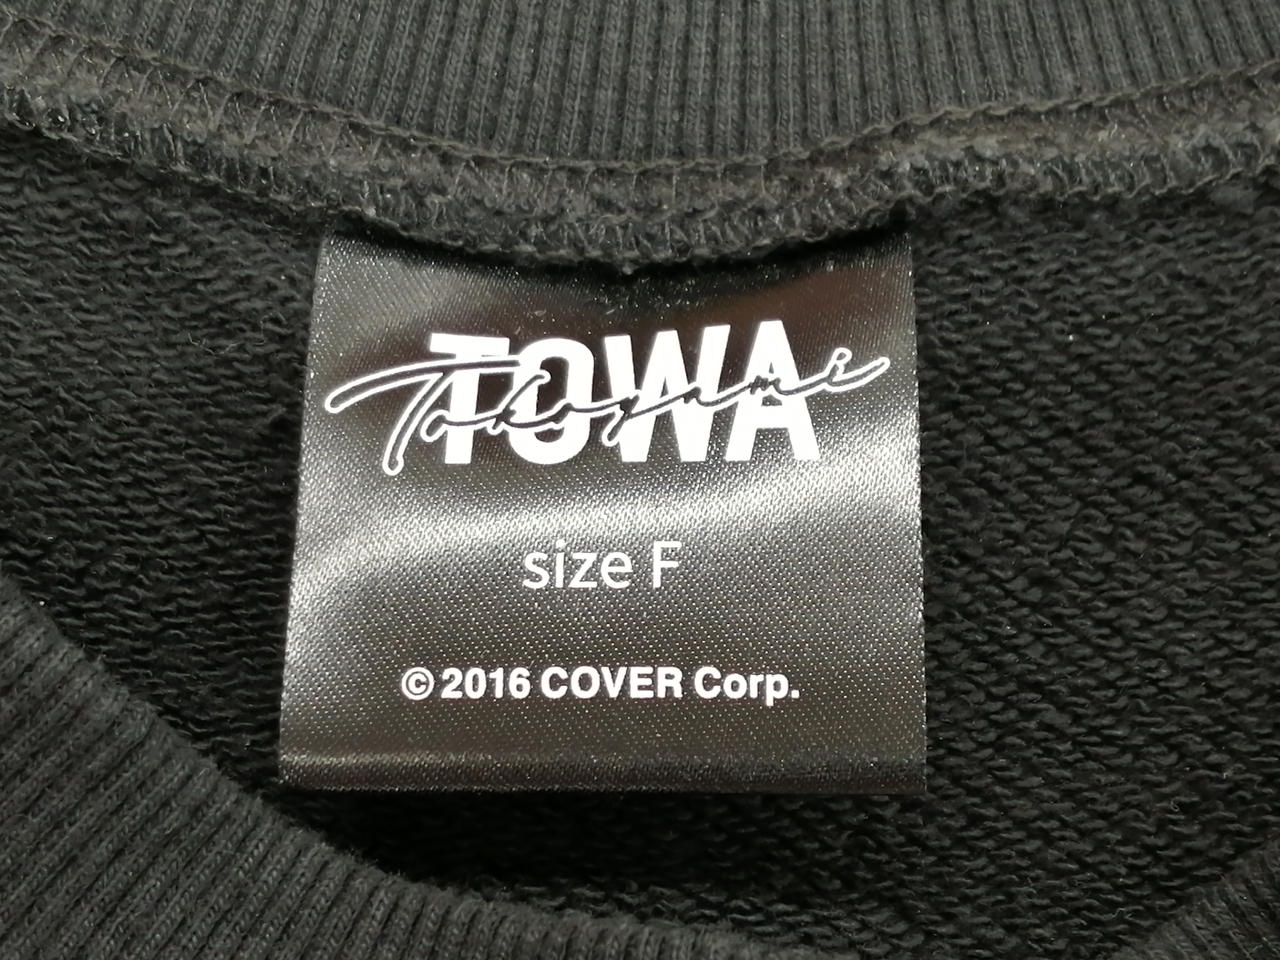 TOWA
Tokoyami
size F
©2016 COVER Corp.